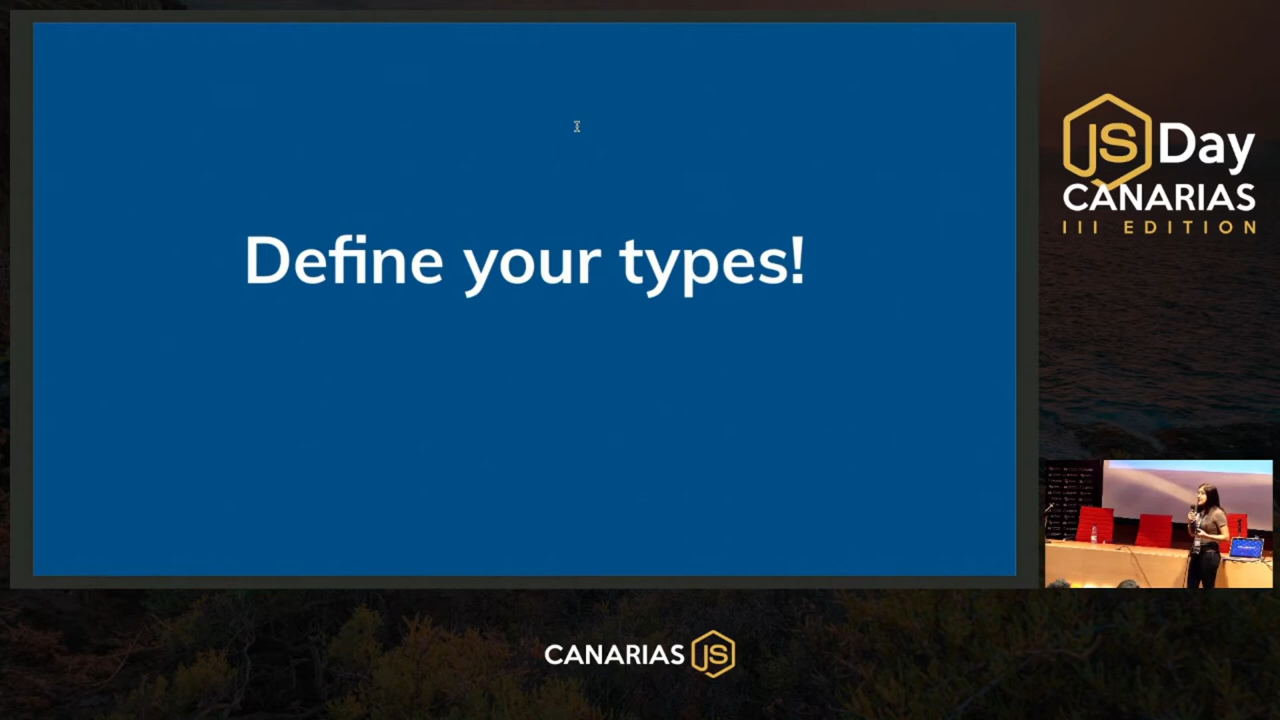 Define your types!
JS Day
CANARIAS
III EDITION
CANARIAS JS